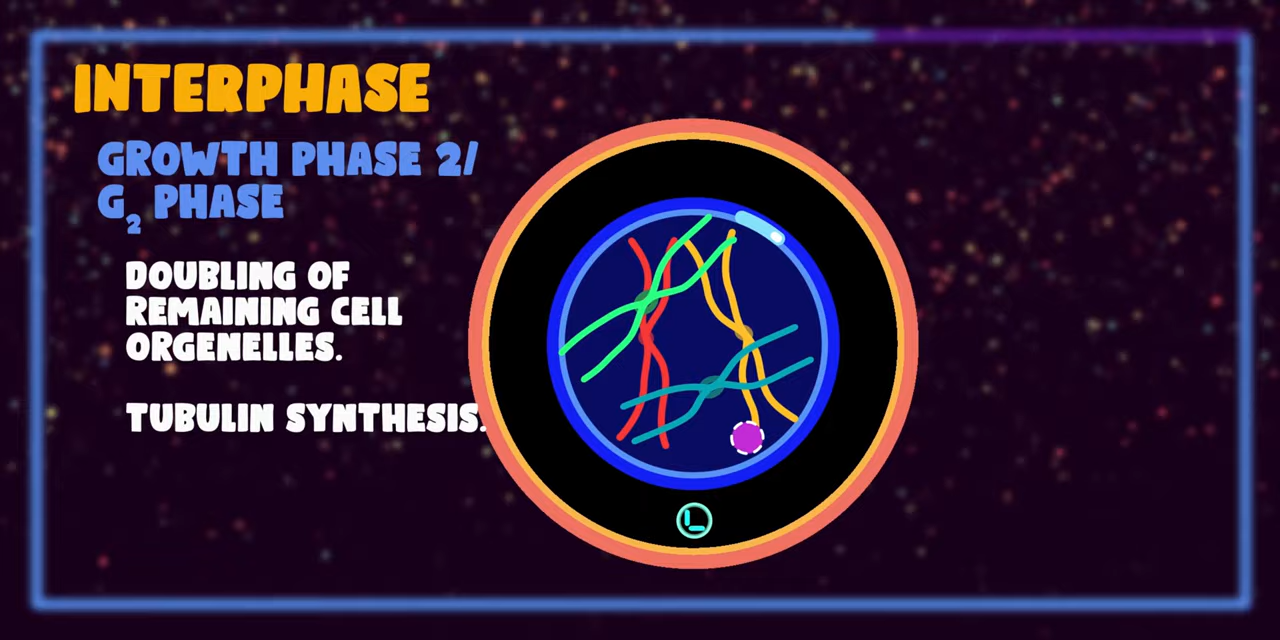 INTERPHASE
GROWTH PHASE 2/
G₂ PHASE
DOUBLING OF
REMAINING CELL
ORGENELLES.
TUBULIN SYNTHESIS.